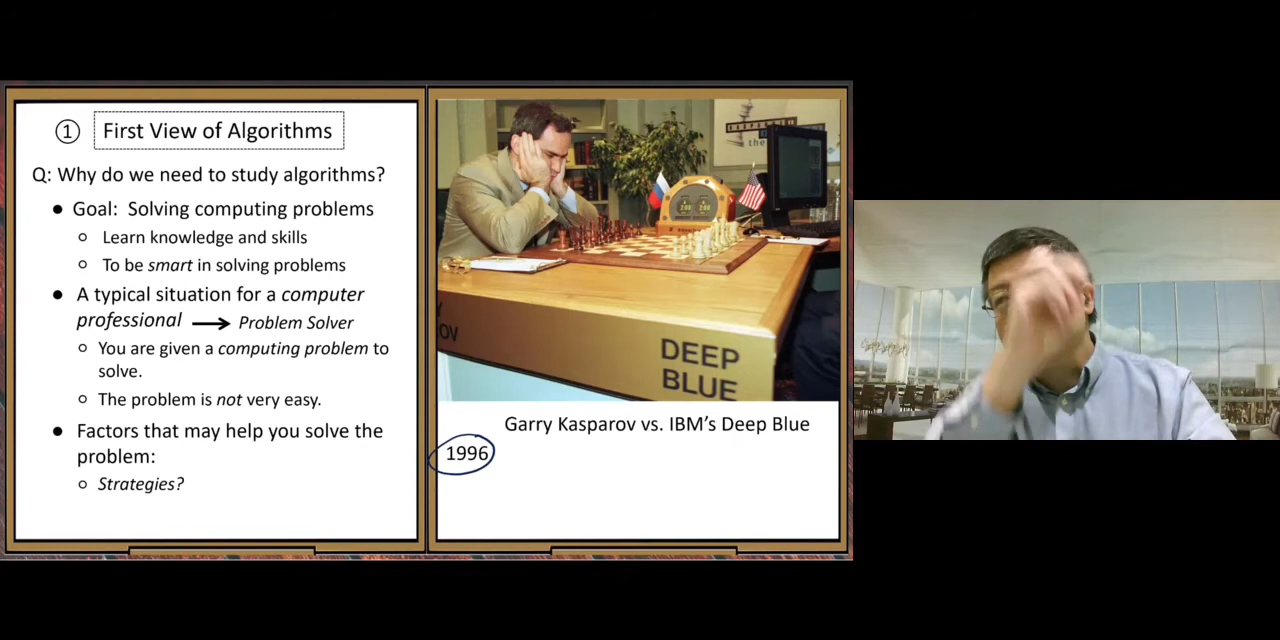 ① First View of Algorithms
Q: Why do we need to study algorithms?
● Goal: Solving computing problems
○ Learn knowledge and skills
○ To be smart in solving problems
● A typical situation for a computer
professional → Problem Solver
○ You are given a computing problem to
solve.
○ The problem is not very easy.
● Factors that may help you solve the
problem:
○ Strategies?
the
OV
DEEP
BLUE
Garry Kasparov vs. IBM's Deep Blue
1996